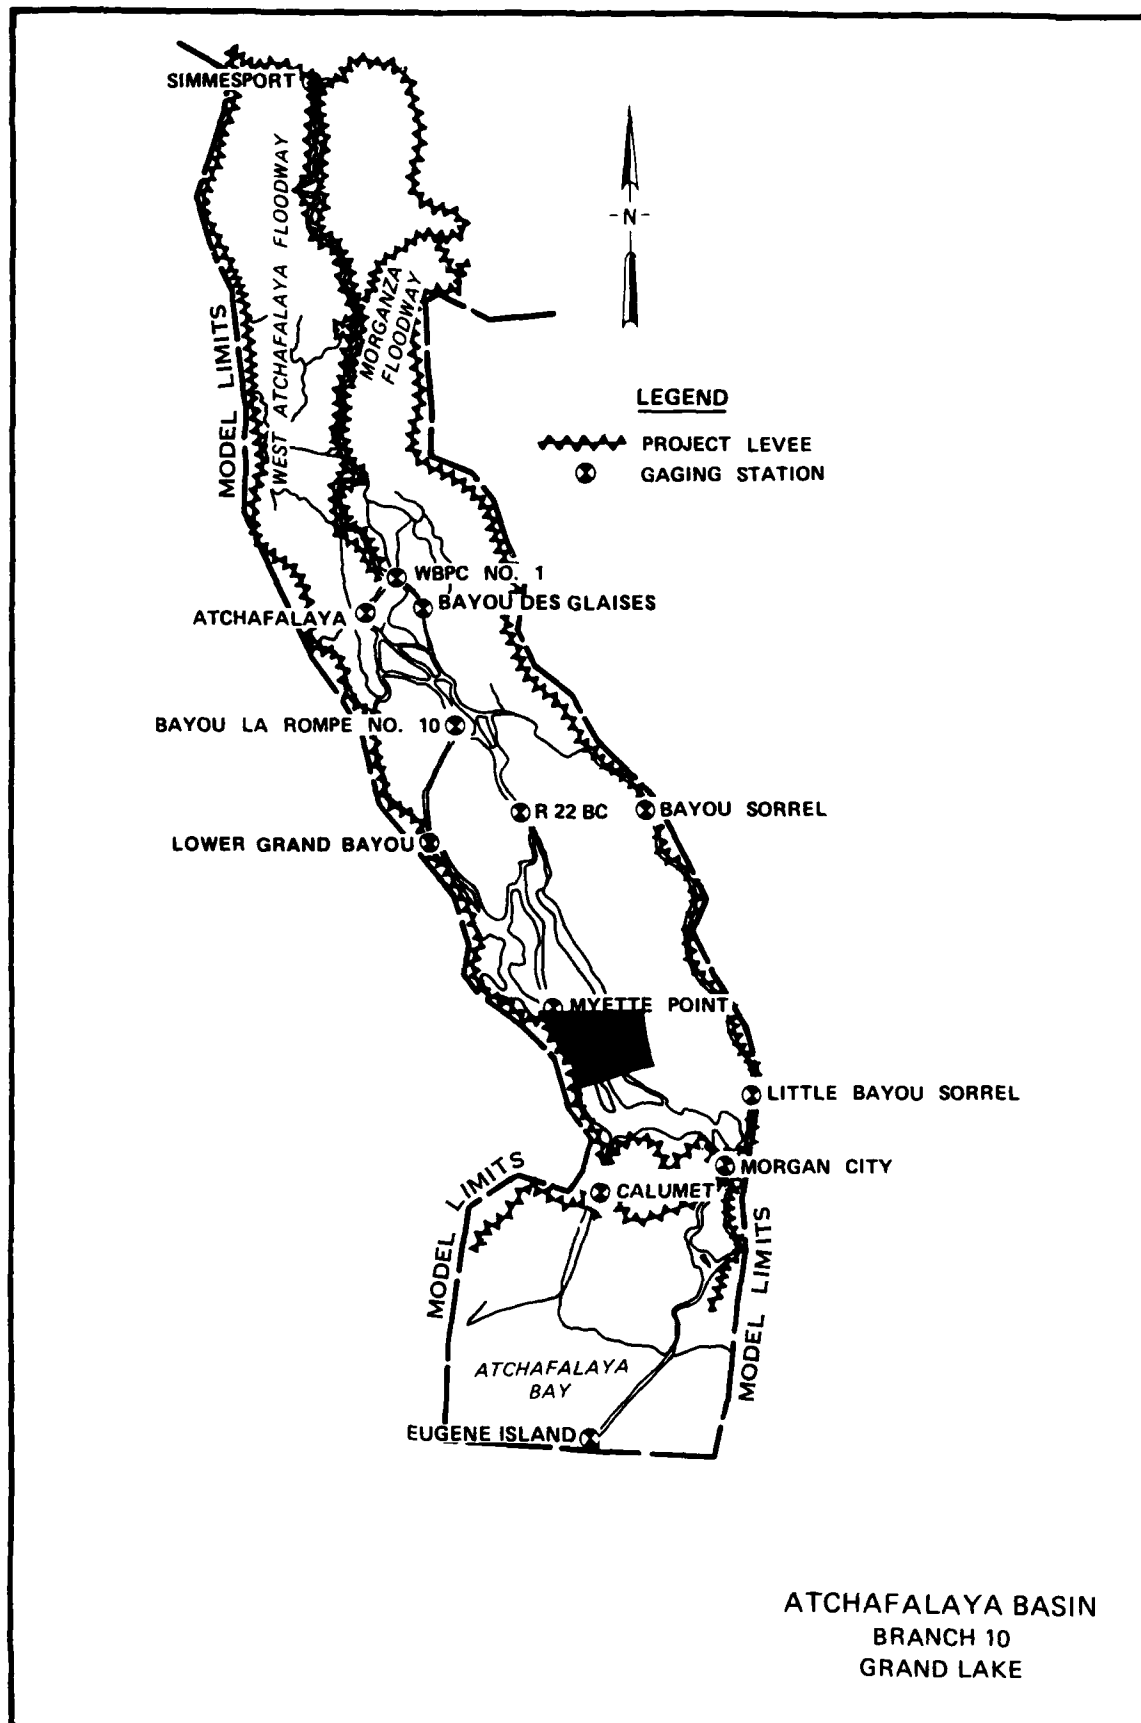 SIMMESPORT
WEST ATCHAFALAYA FLOODWAY
-N-
MORGANZA
FLOODWAY
MODEL LIMITS
LEGEND
PROJECT LEVEE
GAGING STATION
WBPC NO. 1
BAYOU DES GLAISES
ATCHAFALAYA
BAYOU LA ROMPE NO. 10
R 22 BC
BAYOU SORREL
LOWER GRAND BAYOU
MYETTE POINT
LITTLE BAYOU SORREL
MORGAN CITY
MODEL LIMITS
CALUMET
MODEL LIMITS
ATCHAFALAYA
BAY
EUGENE ISLAND
ATCHAFALAYA BASIN
BRANCH 10
GRAND LAKE